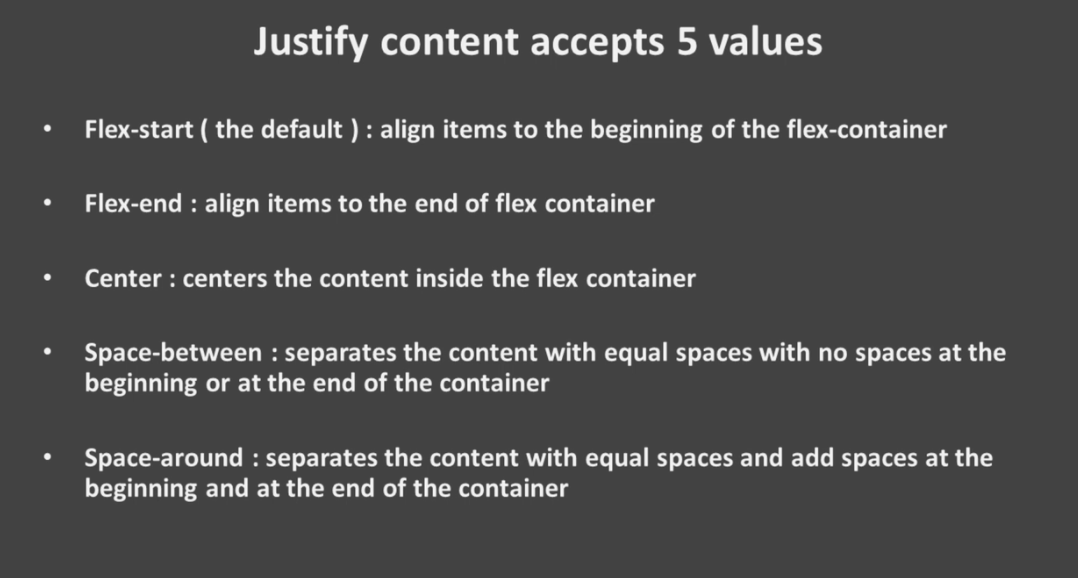 Justify content accepts 5 values
• Flex-start ( the default ) : align items to the beginning of the flex-container
• Flex-end : align items to the end of flex container
• Center : centers the content inside the flex container
• Space-between : separates the content with equal spaces with no spaces at the
beginning or at the end of the container
• Space-around : separates the content with equal spaces and add spaces at the
beginning and at the end of the container